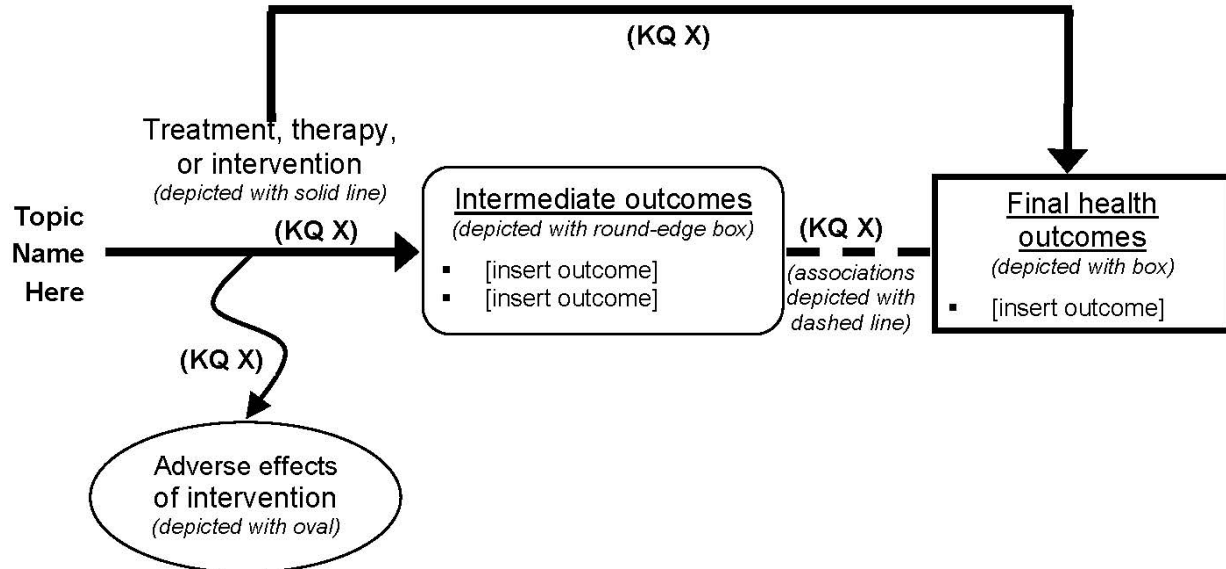 (KQ X)
Treatment, therapy,
or intervention
(depicted with solid line)
Topic
Name
Here
(KQ X)
Intermediate outcomes
(depicted with round-edge box)
▪ [insert outcome]
▪ [insert outcome]
(KQ X)
(associations
depicted with
dashed line)
Final health
outcomes
(depicted with box)
▪ [insert outcome]
(KQ X)
Adverse effects
of intervention
(depicted with oval)